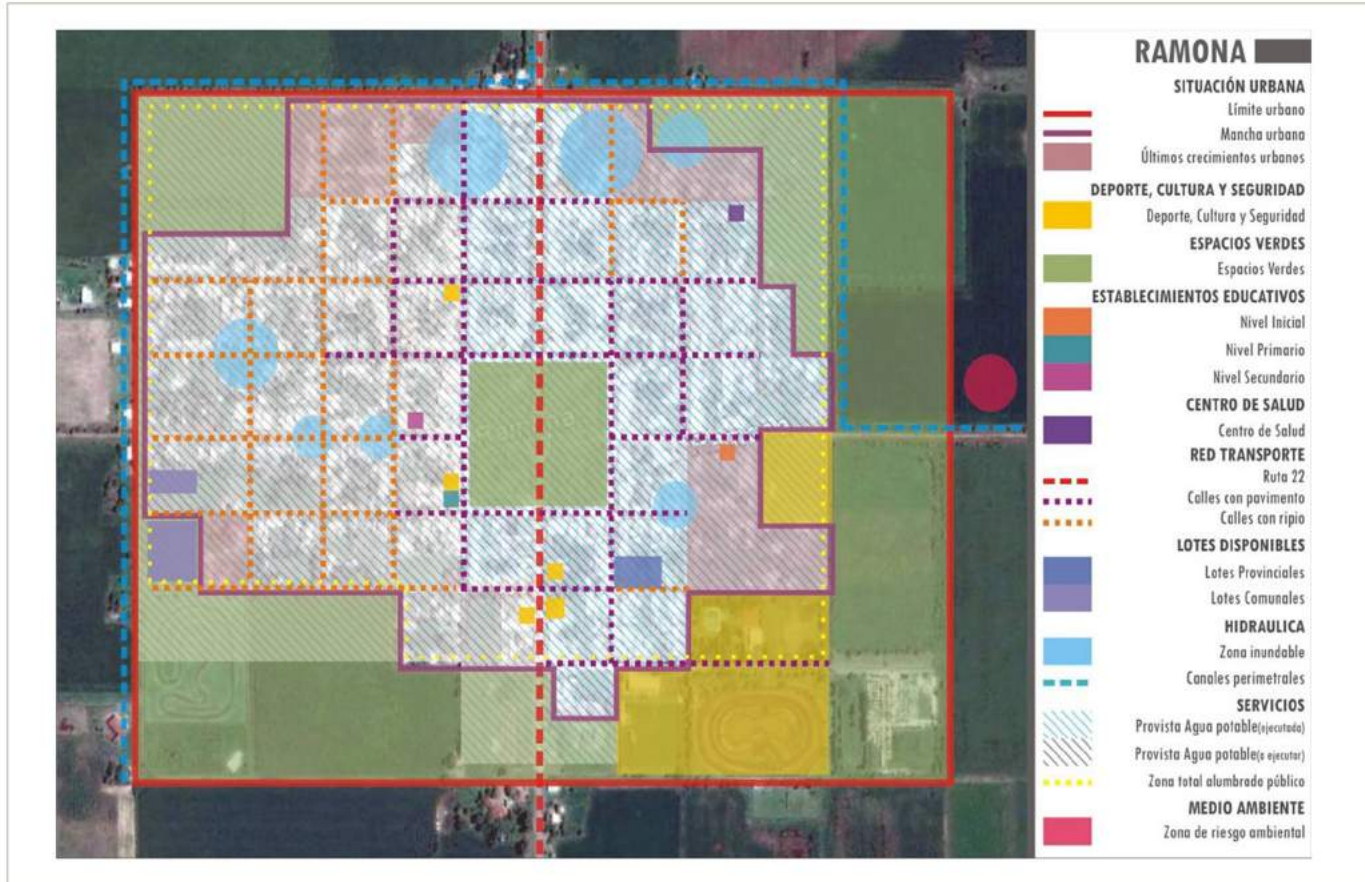 RAMONA
SITUACIÓN URBANA
Límite urbano
Mancha urbana
Últimos crecimientos urbanos
DEPORTE, CULTURA Y SEGURIDAD
Deporte, Cultura y Seguridad
ESPACIOS VERDES
Espacios Verdes
ESTABLECIMIENTOS EDUCATIVOS
Nivel Inicial
Nivel Primario
Nivel Secundario
CENTRO DE SALUD
Centro de Salud
RED TRANSPORTE
Ruta 22
Calles con pavimento
Calles con ripio
LOTES DISPONIBLES
Lotes Provinciales
Lotes Comunales
HIDRAULICA
Zona inundable
Canales perimetrales
SERVICIOS
Provista Agua potable(ejecutada)
Provista Agua potable(a ejecutar)
Zona total alumbrado público
MEDIO AMBIENTE
Zona de riesgo ambiental